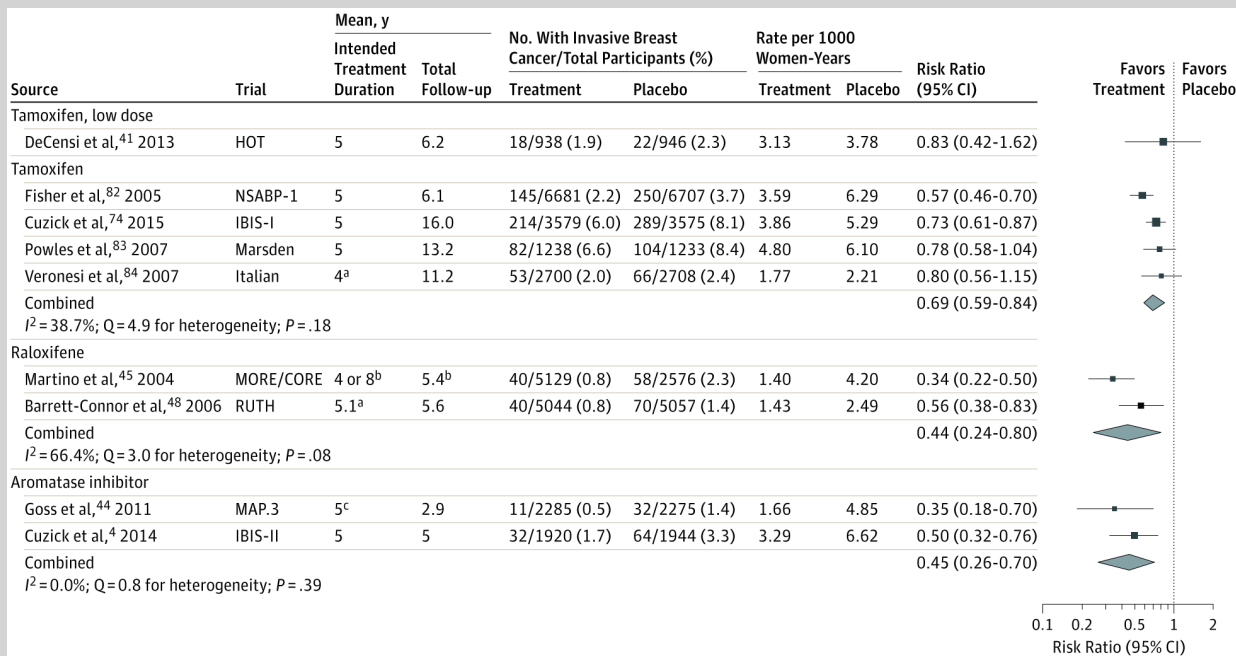 Mean, y
Source Trial Intended Treatment Duration Total Follow-up No. With Invasive Breast Cancer/Total Participants (%) Treatment Placebo Rate per 1000 Women-Years Treatment Placebo Risk Ratio (95% CI) Favors Treatment Favors Placebo
Tamoxifen, low dose
DeCensi et al,41 2013 HOT 5 6.2 18/938 (1.9) 22/946 (2.3) 3.13 3.78 0.83 (0.42-1.62)
Tamoxifen
Fisher et al,82 2005 NSABP-1 5 6.1 145/6681 (2.2) 250/6707 (3.7) 3.59 6.29 0.57 (0.46-0.70)
Cuzick et al,74 2015 IBIS-I 5 16.0 214/3579 (6.0) 289/3575 (8.1) 3.86 5.29 0.73 (0.61-0.87)
Powles et al,83 2007 Marsden 5 13.2 82/1238 (6.6) 104/1233 (8.4) 4.80 6.10 0.78 (0.58-1.04)
Veronesi et al,84 2007 Italian 4a 11.2 53/2700 (2.0) 66/2708 (2.4) 1.77 2.21 0.80 (0.56-1.15)
Combined 0.69 (0.59-0.84)
I2 = 38.7%; Q = 4.9 for heterogeneity; P = .18
Raloxifene
Martino et al,45 2004 MORE/CORE 4 or 8b 5.4b 40/5129 (0.8) 58/2576 (2.3) 1.40 4.20 0.34 (0.22-0.50)
Barrett-Connor et al,48 2006 RUTH 5.1a 5.6 40/5044 (0.8) 70/5057 (1.4) 1.43 2.49 0.56 (0.38-0.83)
Combined 0.44 (0.24-0.80)
I2 = 66.4%; Q = 3.0 for heterogeneity; P = .08
Aromatase inhibitor
Goss et al,44 2011 MAP.3 5c 2.9 11/2285 (0.5) 32/2275 (1.4) 1.66 4.85 0.35 (0.18-0.70)
Cuzick et al,4 2014 IBIS-II 5 5 32/1920 (1.7) 64/1944 (3.3) 3.29 6.62 0.50 (0.32-0.76)
Combined 0.45 (0.26-0.70)
I2 = 0.0%; Q = 0.8 for heterogeneity; P = .39
0.1 0.2 0.5 1 2
Risk Ratio (95% CI)